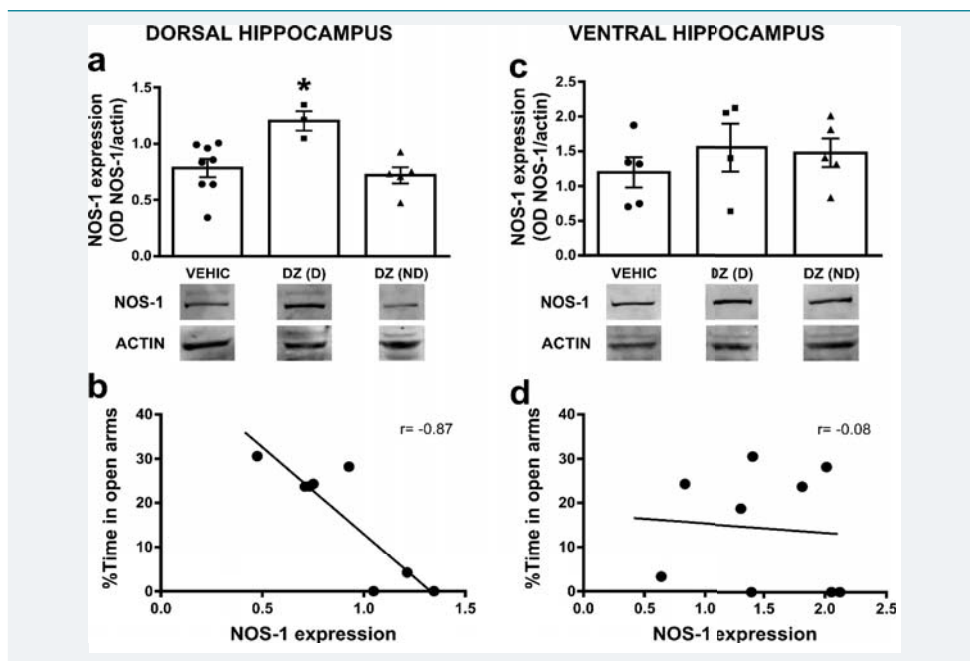 DORSAL HIPPOCAMPUS
a
NOS-1 expression
(OD NOS-1/actin)
1.5
1.0
0.5
0.0
*
VEHIC DZ (D) DZ (ND)
NOS-1
ACTIN
b
%Time in open arms
40
30
20
10
0
r= -0.87
0.0 0.5 1.0 1.5
NOS-1 expression
VENTRAL HIPPOCAMPUS
c
NOS-1 expression
(OD NOS-1/actin)
2.5
2.0
1.5
1.0
0.5
0.0
VEHIC DZ (D) DZ (ND)
NOS-1
ACTIN
d
%Time in open arms
40
30
20
10
0
r= -0.08
0.0 0.5 1.0 1.5 2.0 2.5
NOS-1 expression